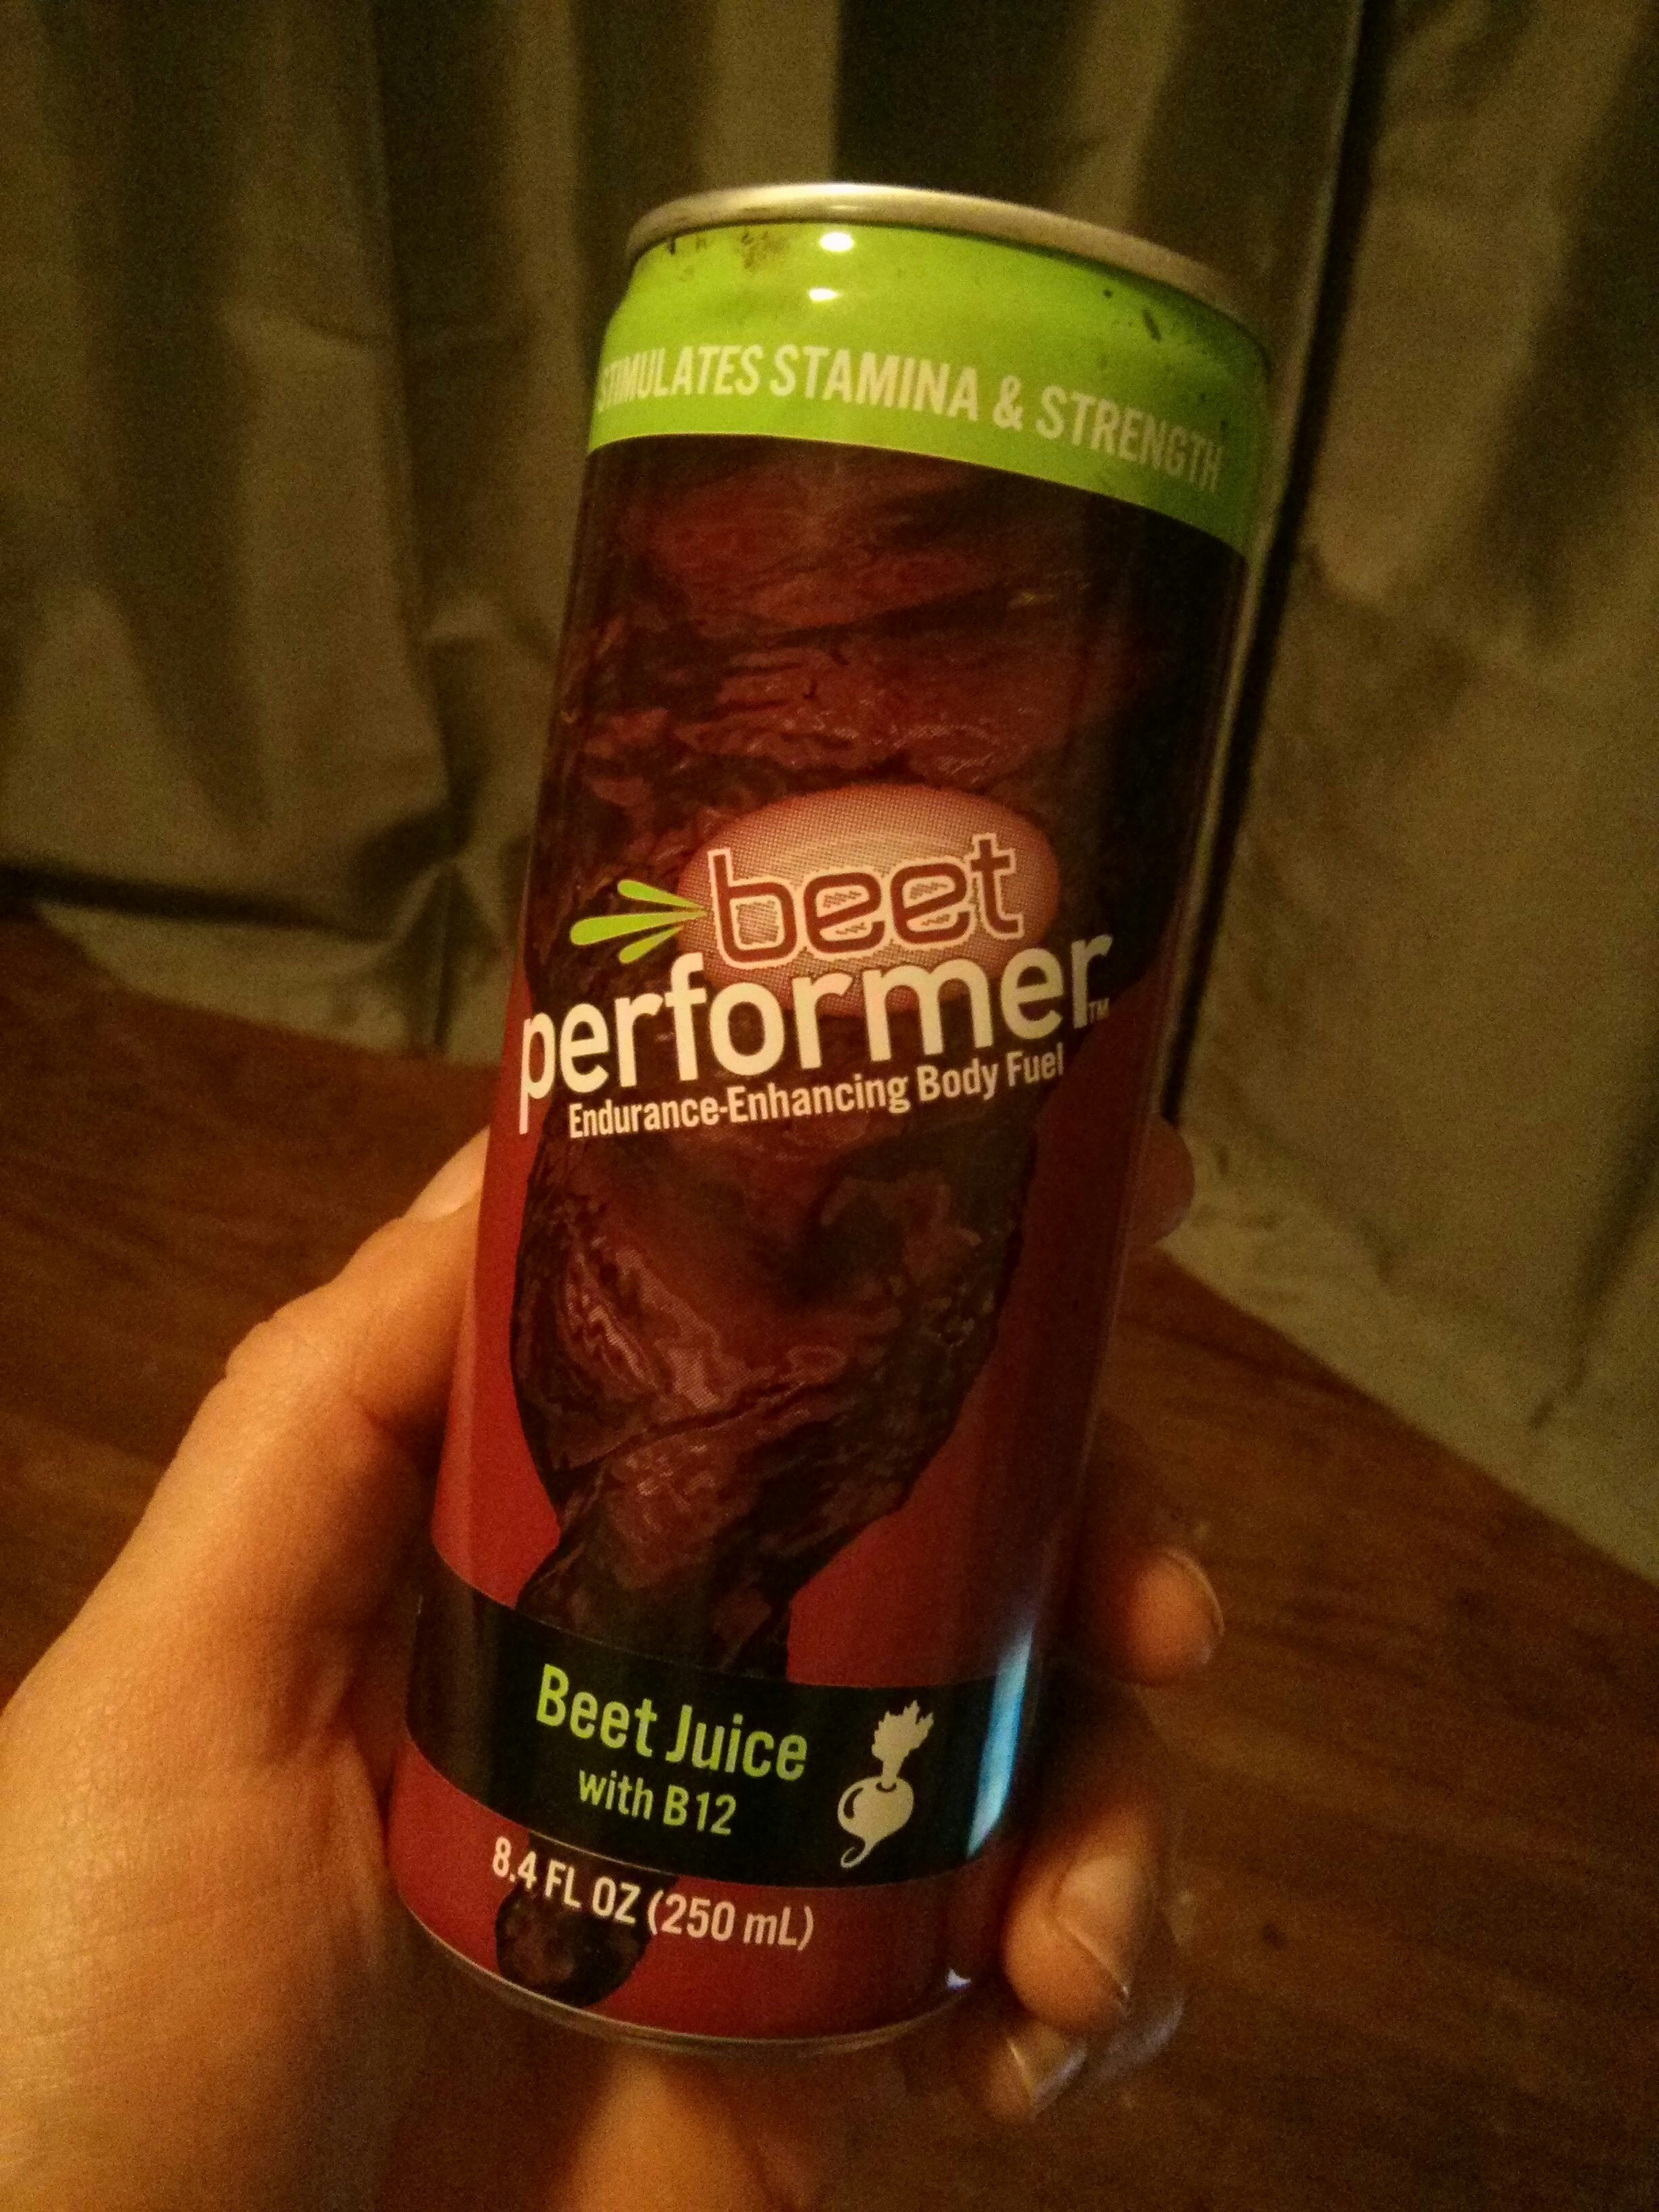 STIMULATES STAMINA & STRENGTH
beet
performer™
Endurance-Enhancing Body Fuel
Beet Juice
with B12
8.4 FL OZ (250 mL)